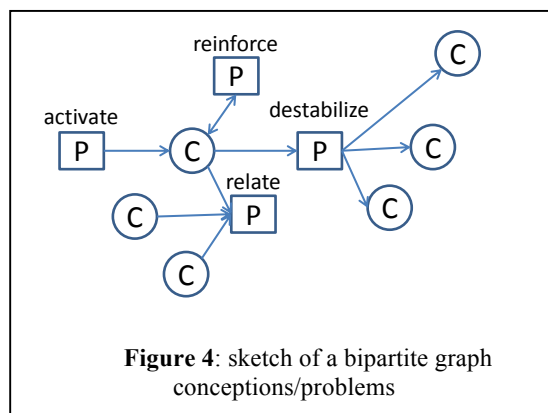 reinforce
P
C
activate
destabilize
P
C
P
C
relate
C
P
C
C
Figure 4: sketch of a bipartite graph
conceptions/problems